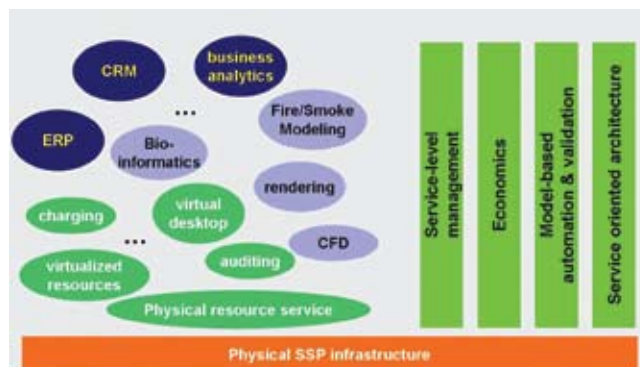 CRM
business
analytics
...
Fire/Smoke
Modeling
ERP
Bio-
informatics
rendering
charging
virtual
desktop
...
CFD
auditing
virtualized
resources
Physical resource service
Service-level
management
Economics
Model-based
automation & validation
Service oriented architecture
Physical SSP infrastructure